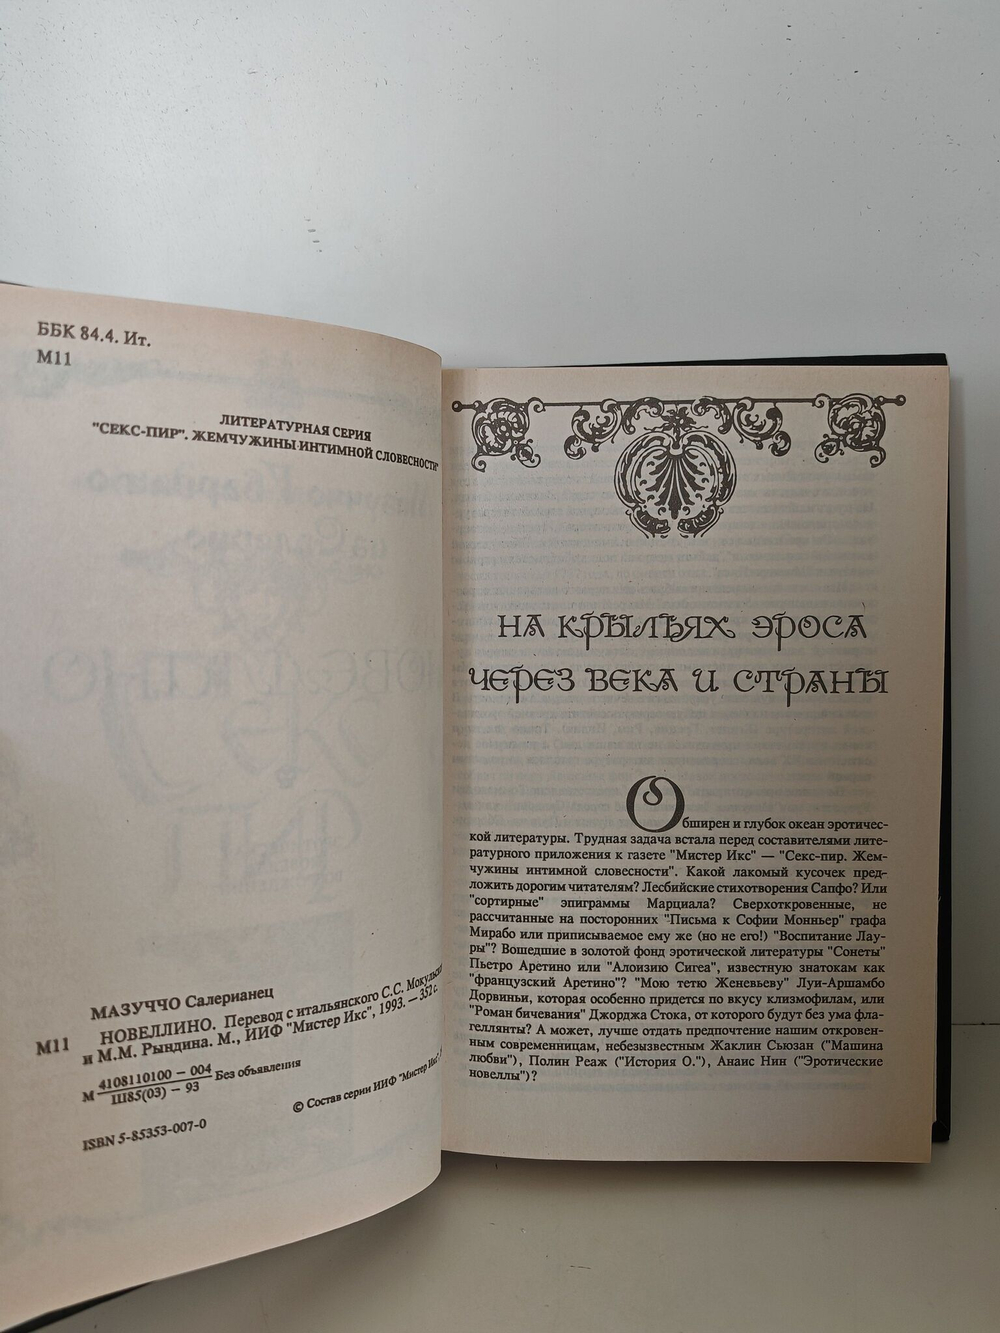 ББК 84.4. Ит.
М11
ЛИТЕРАТУРНАЯ СЕРИЯ
"СЕКС-ПИР". ЖЕМЧУЖИНЫ ИНТИМНОЙ СЛОВЕСНОСТИ"
МАЗУЧЧО Салерианец
М11 НОВЕЛЛИНО. Перевод с итальянского С.С.
и М.М. Рындина. М., ИИФ "Мистер Икс", 1993. — 352 с.
М 4108110100 – 004
Ш85(03) – 93 Без объявления
© Состав серии ИИФ "Мистер Икс"
ISBN 5-85353-007-0
НА КРЫЛЬЯХ ЭРОСА
ЧЕРЕЗ ВЕКА И СТРАНЫ
Обширен и глубок океан эротичес-
кой литературы. Трудная задача встала перед составителями лите-
ратурного приложения к газете "Мистер Икс" — "Секс-пир. Жем-
чужины интимной словесности". Какой лакомый кусочек пред-
ложить дорогим читателям? Лесбийские стихотворения Сапфо? Или
"сортирные" эпиграммы Марциала? Сверхоткровенные, не
рассчитанные на посторонних "Письма к Софии Монньер" графа
Мирабо или приписываемое ему же (но не его!) "Воспитание Лау-
ры"? Вошедшие в золотой фонд эротической литературы "Сонеты"
Пьетро Аретино или "Алоизию Сигеа", известную знатокам как
"французский Аретино"? "Мою тетю Женевьеву" Луи-Аршамбо
Дорвиньи, которая особенно придется по вкусу клизмофилам, или
"Роман бичевания" Джорджа Стока, от которого будут без ума фла-
геллянты? А может, лучше отдать предпочтение нашим откровен-
ным современницам, небезызвестным Жаклин Сьюзан ("Машина
любви"), Полин Реаж ("История О."), Анаис Нин ("Эротические
новеллы")?